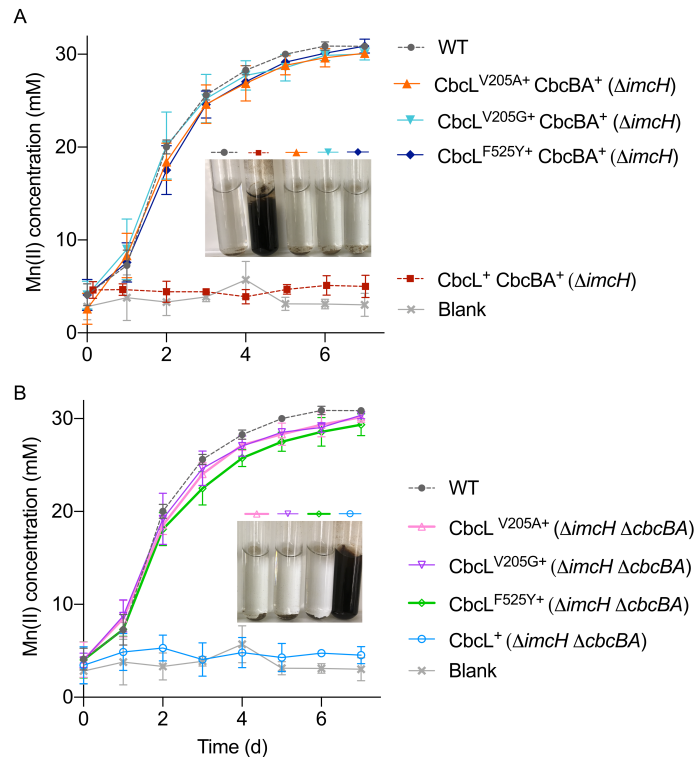 A
Mn(II) concentration (mM)
30
20
10
0
0 2 4 6
WT
CbcL^V205A+ CbcBA^+ (ΔimcH)
CbcL^V205G+ CbcBA^+ (ΔimcH)
CbcL^F525Y+ CbcBA^+ (ΔimcH)
CbcL^+ CbcBA^+ (ΔimcH)
Blank
B
Mn(II) concentration (mM)
30
20
10
0
0 2 4 6
Time (d)
WT
CbcL^V205A+ (ΔimcH ΔcbcBA)
CbcL^V205G+ (ΔimcH ΔcbcBA)
CbcL^F525Y+ (ΔimcH ΔcbcBA)
CbcL^+ (ΔimcH ΔcbcBA)
Blank